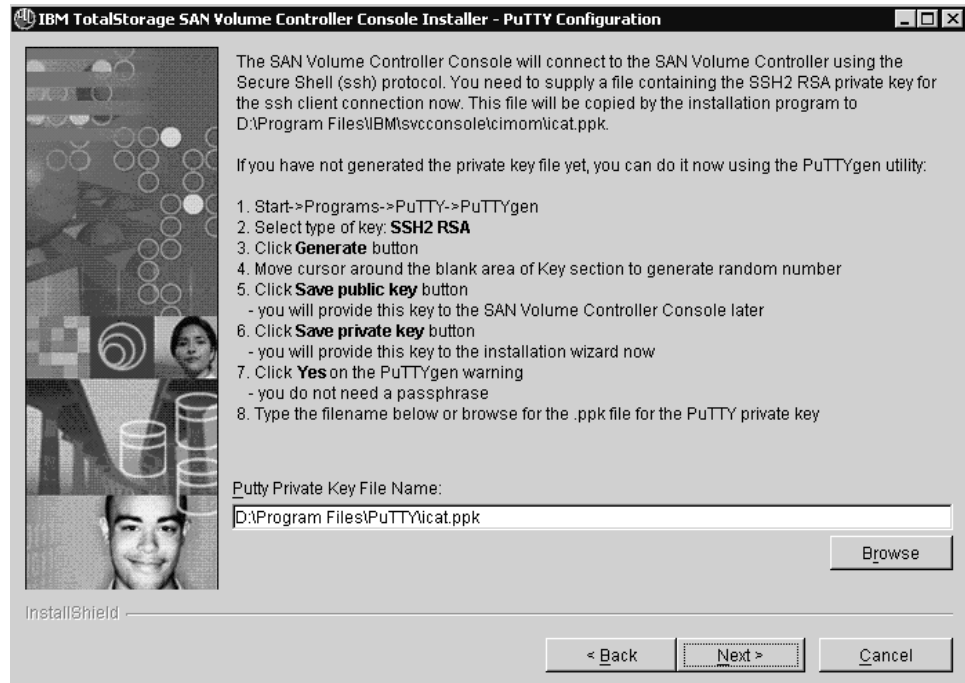 IBM TotalStorage SAN Volume Controller Console Installer - PuTTY Configuration
The SAN Volume Controller Console will connect to the SAN Volume Controller using the
Secure Shell (ssh) protocol. You need to supply a file containing the SSH2 RSA private key for
the ssh client connection now. This file will be copied by the installation program to
D:\Program Files\IBM\svcconsole\cimom\icat.ppk.
If you have not generated the private key file yet, you can do it now using the PuTTYgen utility:
1. Start->Programs->PuTTY->PuTTYgen
2. Select type of key: SSH2 RSA
3. Click Generate button
4. Move cursor around the blank area of Key section to generate random number
5. Click Save public key button
- you will provide this key to the SAN Volume Controller Console later
6. Click Save private key button
- you will provide this key to the installation wizard now
7. Click Yes on the PuTTYgen warning
- you do not need a passphrase
8. Type the filename below or browse for the .ppk file for the PuTTY private key
Putty Private Key File Name:
D:\Program Files\PuTTY\icat.ppk
Browse
InstallShield
< Back
Next >
Cancel